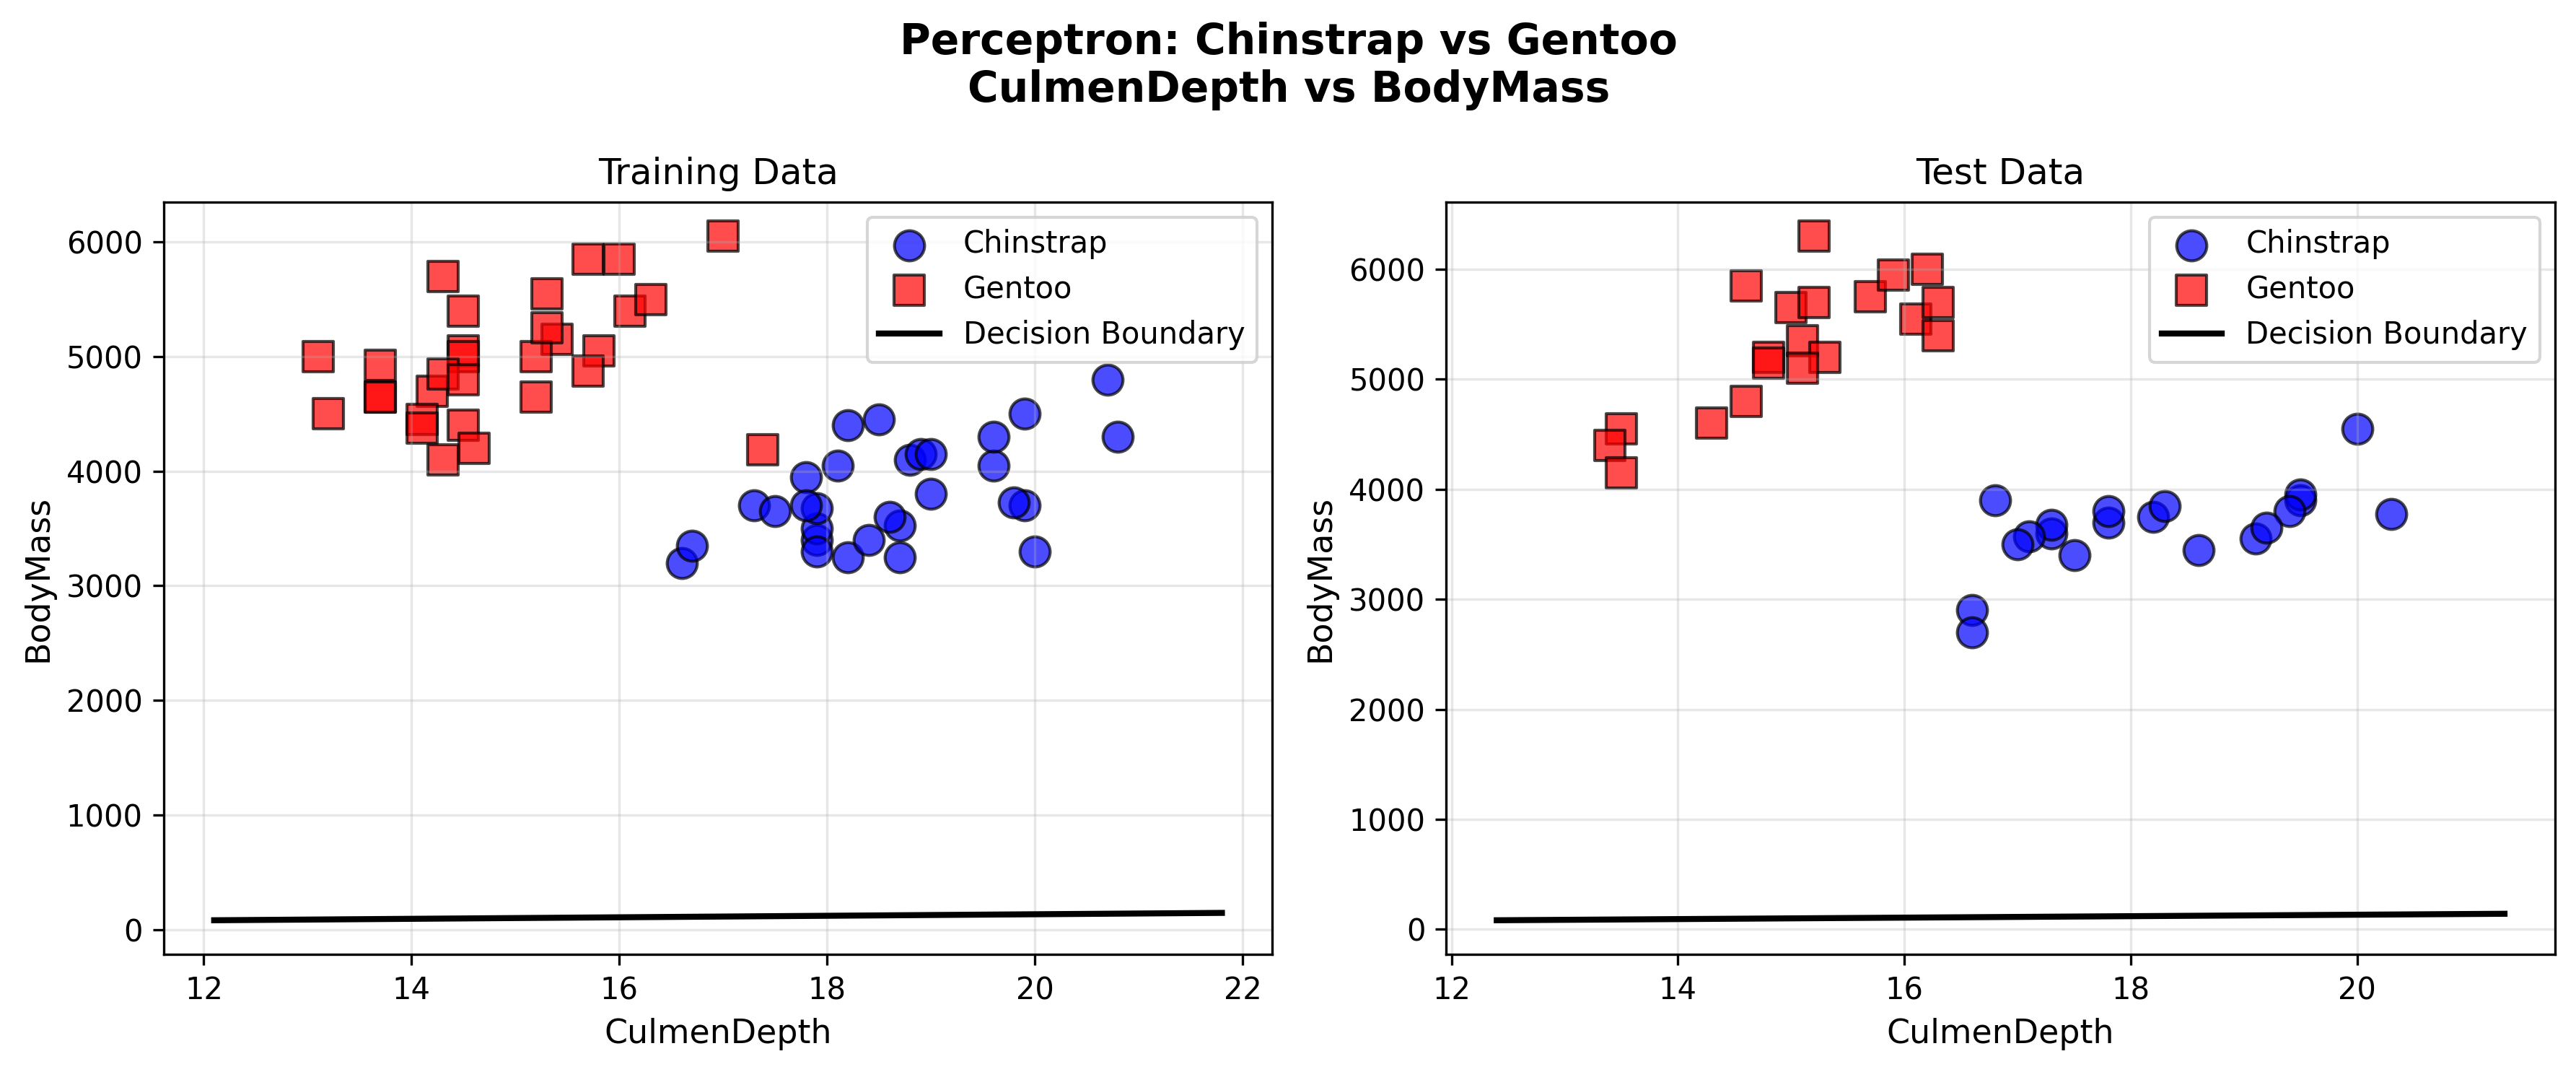 Perceptron: Chinstrap vs Gentoo
CulmenDepth vs BodyMass
Training Data
BodyMass
6000
5000
4000
3000
2000
1000
0
12 14 16 18 20 22
CulmenDepth
Chinstrap
Gentoo
Decision Boundary
Test Data
BodyMass
6000
5000
4000
3000
2000
1000
0
12 14 16 18 20
CulmenDepth
Chinstrap
Gentoo
Decision Boundary